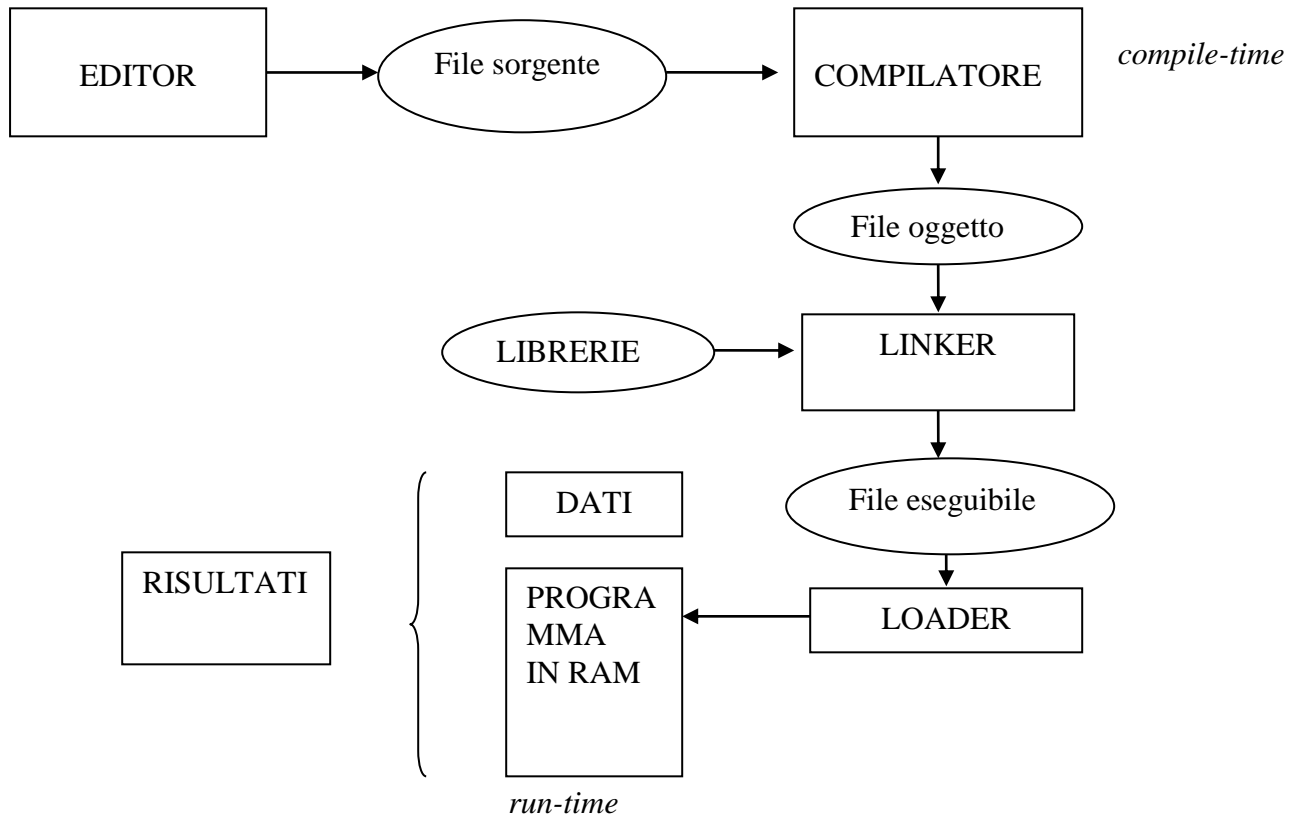 EDITOR
File sorgente
COMPILATORE
compile-time
File oggetto
LIBRERIE
LINKER
DATI
File eseguibile
RISULTATI
PROGRA
MMA
IN RAM
LOADER
run-time